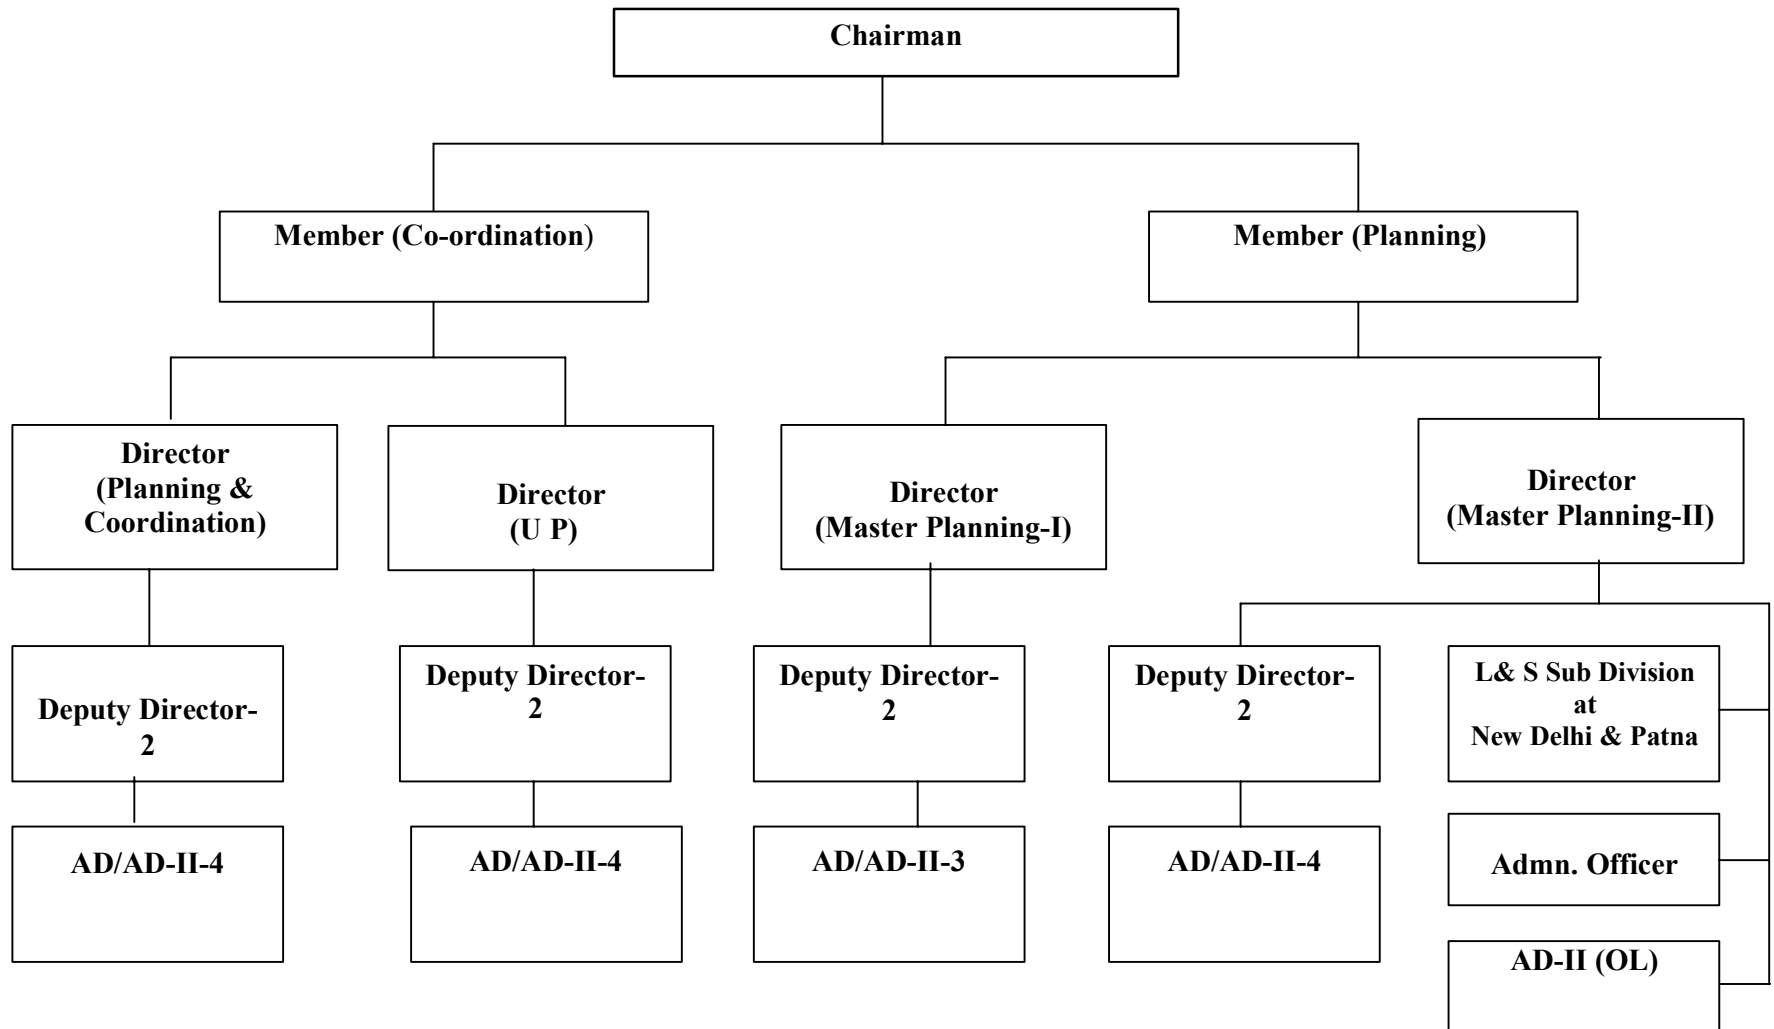 Chairman
Member (Co-ordination)
Member (Planning)
Director
(Planning &
Coordination)
Director
(U P)
Director
(Master Planning-I)
Director
(Master Planning-II)
Deputy Director-
2
Deputy Director-
2
Deputy Director-
2
Deputy Director-
2
L& S Sub Division
at
New Delhi & Patna
AD/AD-II-4
AD/AD-II-4
AD/AD-II-3
AD/AD-II-4
Admn. Officer
AD-II (OL)